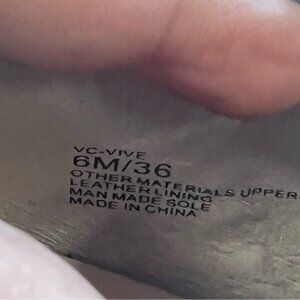 VC-VIVE
6M/36
OTHER MATERIALS UPPER
LEATHER LINING
MAN MADE SOLE
MADE IN CHINA